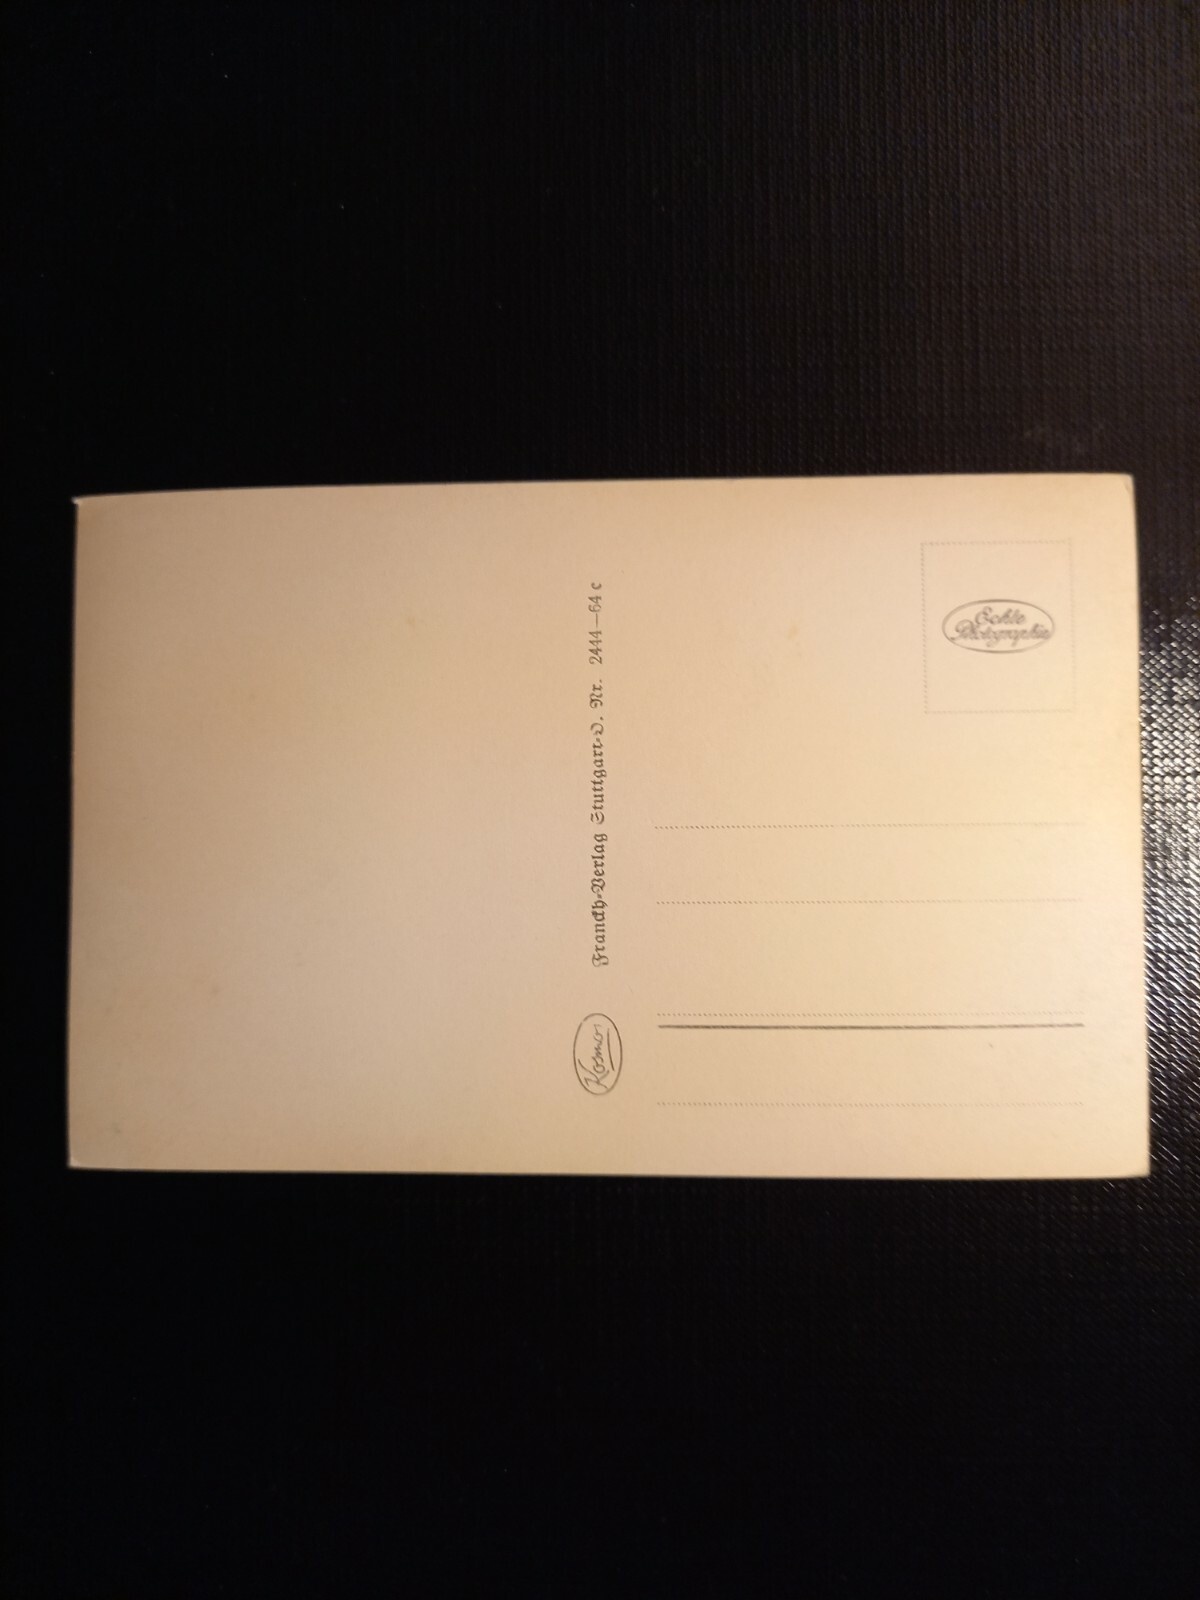 Echte
Photographie
Franckh-Verlag Stuttgart-O. Nr. 2444—64 c
Kosmos